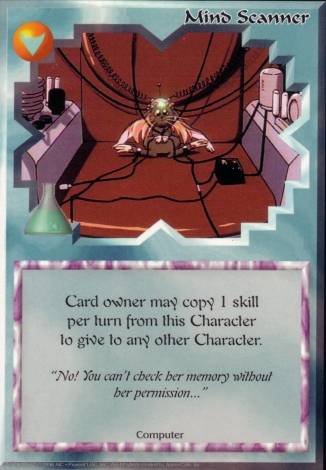 Mind Scanner
Card owner may copy 1 skill
per turn from this Character
to give to any other Character.
"No! You can't check her memory without
her permission..."
Computer